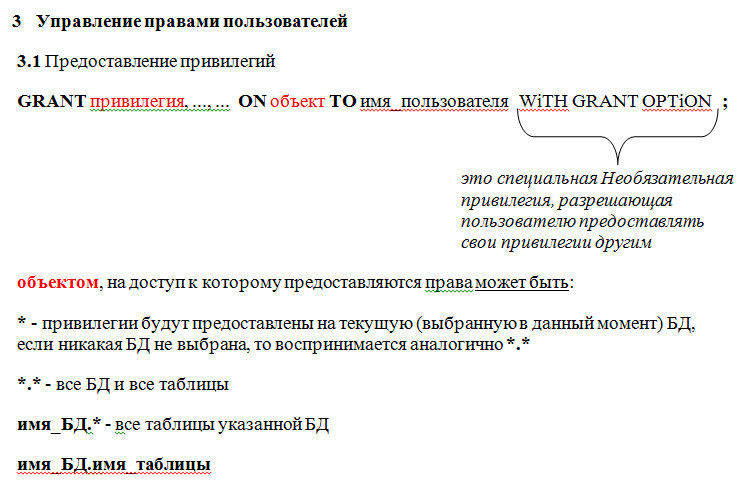 3 Управление правами пользователей
3.1 Предоставление привилегий
GRANT привилегия, ..., ... ON объект TO имя_пользователя WiTH GRANT OPTiON ;
это специальная Необязательная
привилегия, разрешающая
пользователю предоставлять
свои привилегии другим
объектом, на доступ к которому предоставляются права может быть:
* - привилегии будут предоставлены на текущую (выбранную в данный момент) БД,
если никакая БД не выбрана, то воспринимается аналогично *.*
*.* - все БД и все таблицы
имя_БД.* - все таблицы указанной БД
имя_БД.имя_таблицы